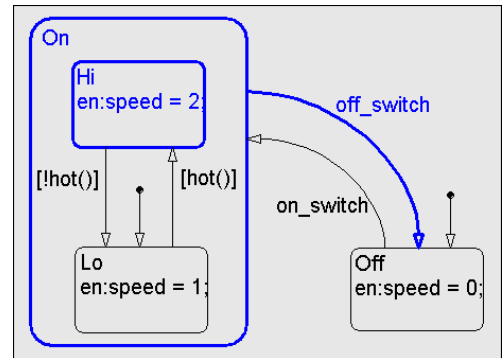 On
Hi
en:speed = 2;
off_switch
[!hot()]
[hot()]
on_switch
Lo
en:speed = 1;
Off
en:speed = 0;